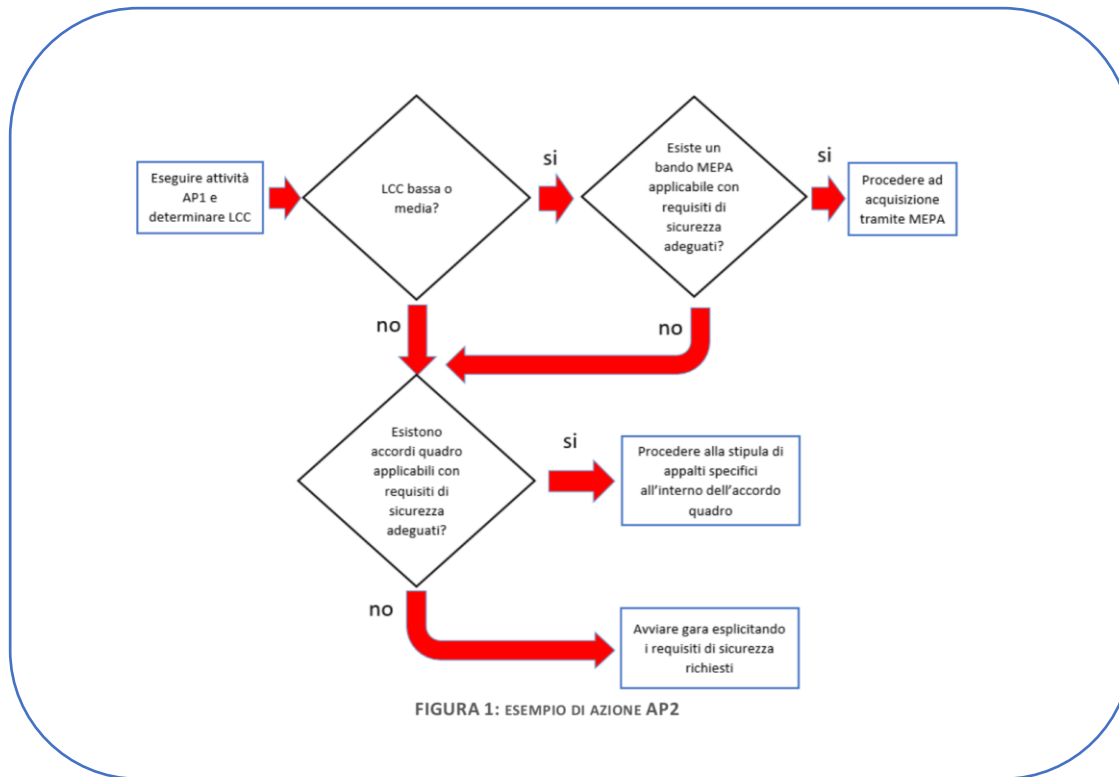 Eseguire attività
AP1 e
determinare LCC
LCC bassa o
media?
si
Esiste un
bando MEPA
applicabile con
requisiti di
sicurezza
adeguati?
si
Procedere ad
acquisizione
tramite MEPA
no
no
Esistono
accordi quadro
applicabili con
requisiti di
sicurezza
adeguati?
si
Procedere alla stipula di
appalti specifici
all’interno dell’accordo
quadro
no
Avviare gara esplicitando
i requisiti di sicurezza
richiesti
FIGURA 1: ESEMPIO DI AZIONE AP2